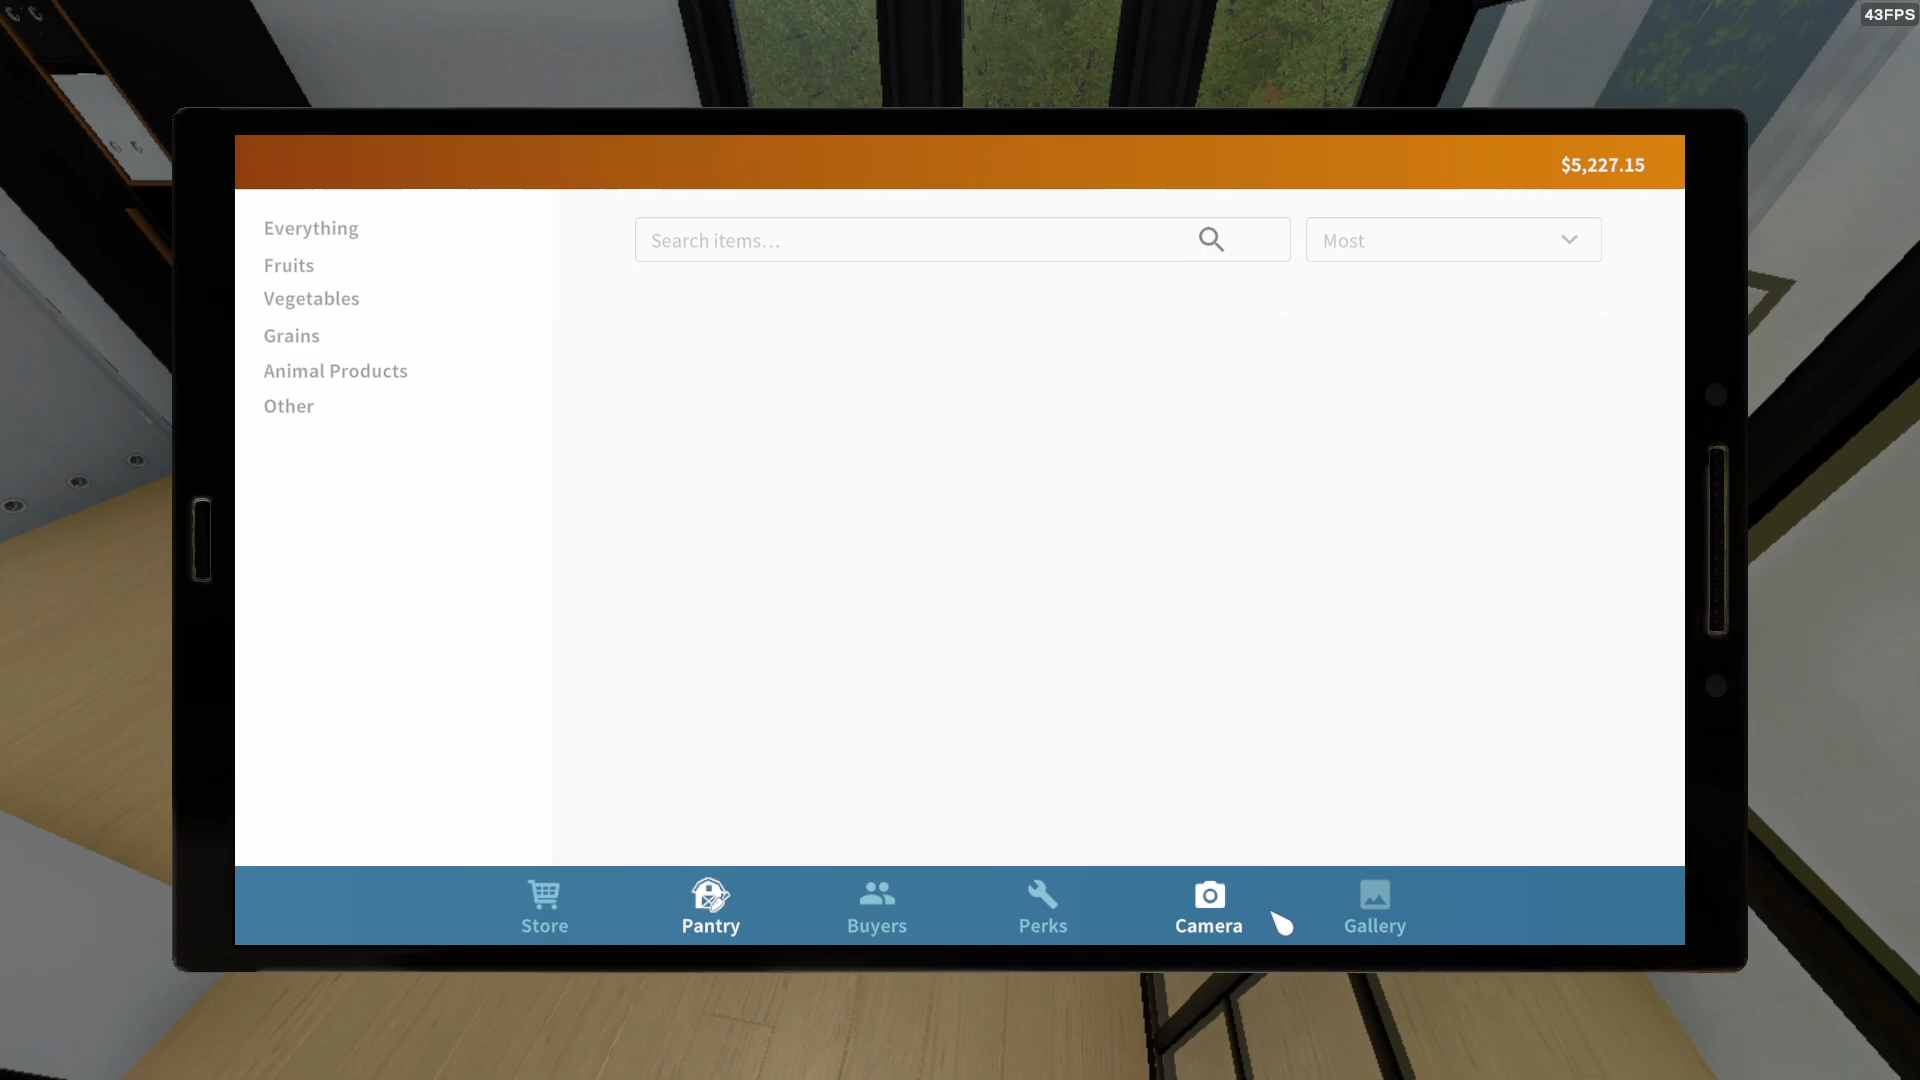 43FPS
$5,227.15
Everything
Fruits
Vegetables
Grains
Animal Products
Other
Search items...
Most
Store
Pantry
Buyers
Perks
Camera
Gallery